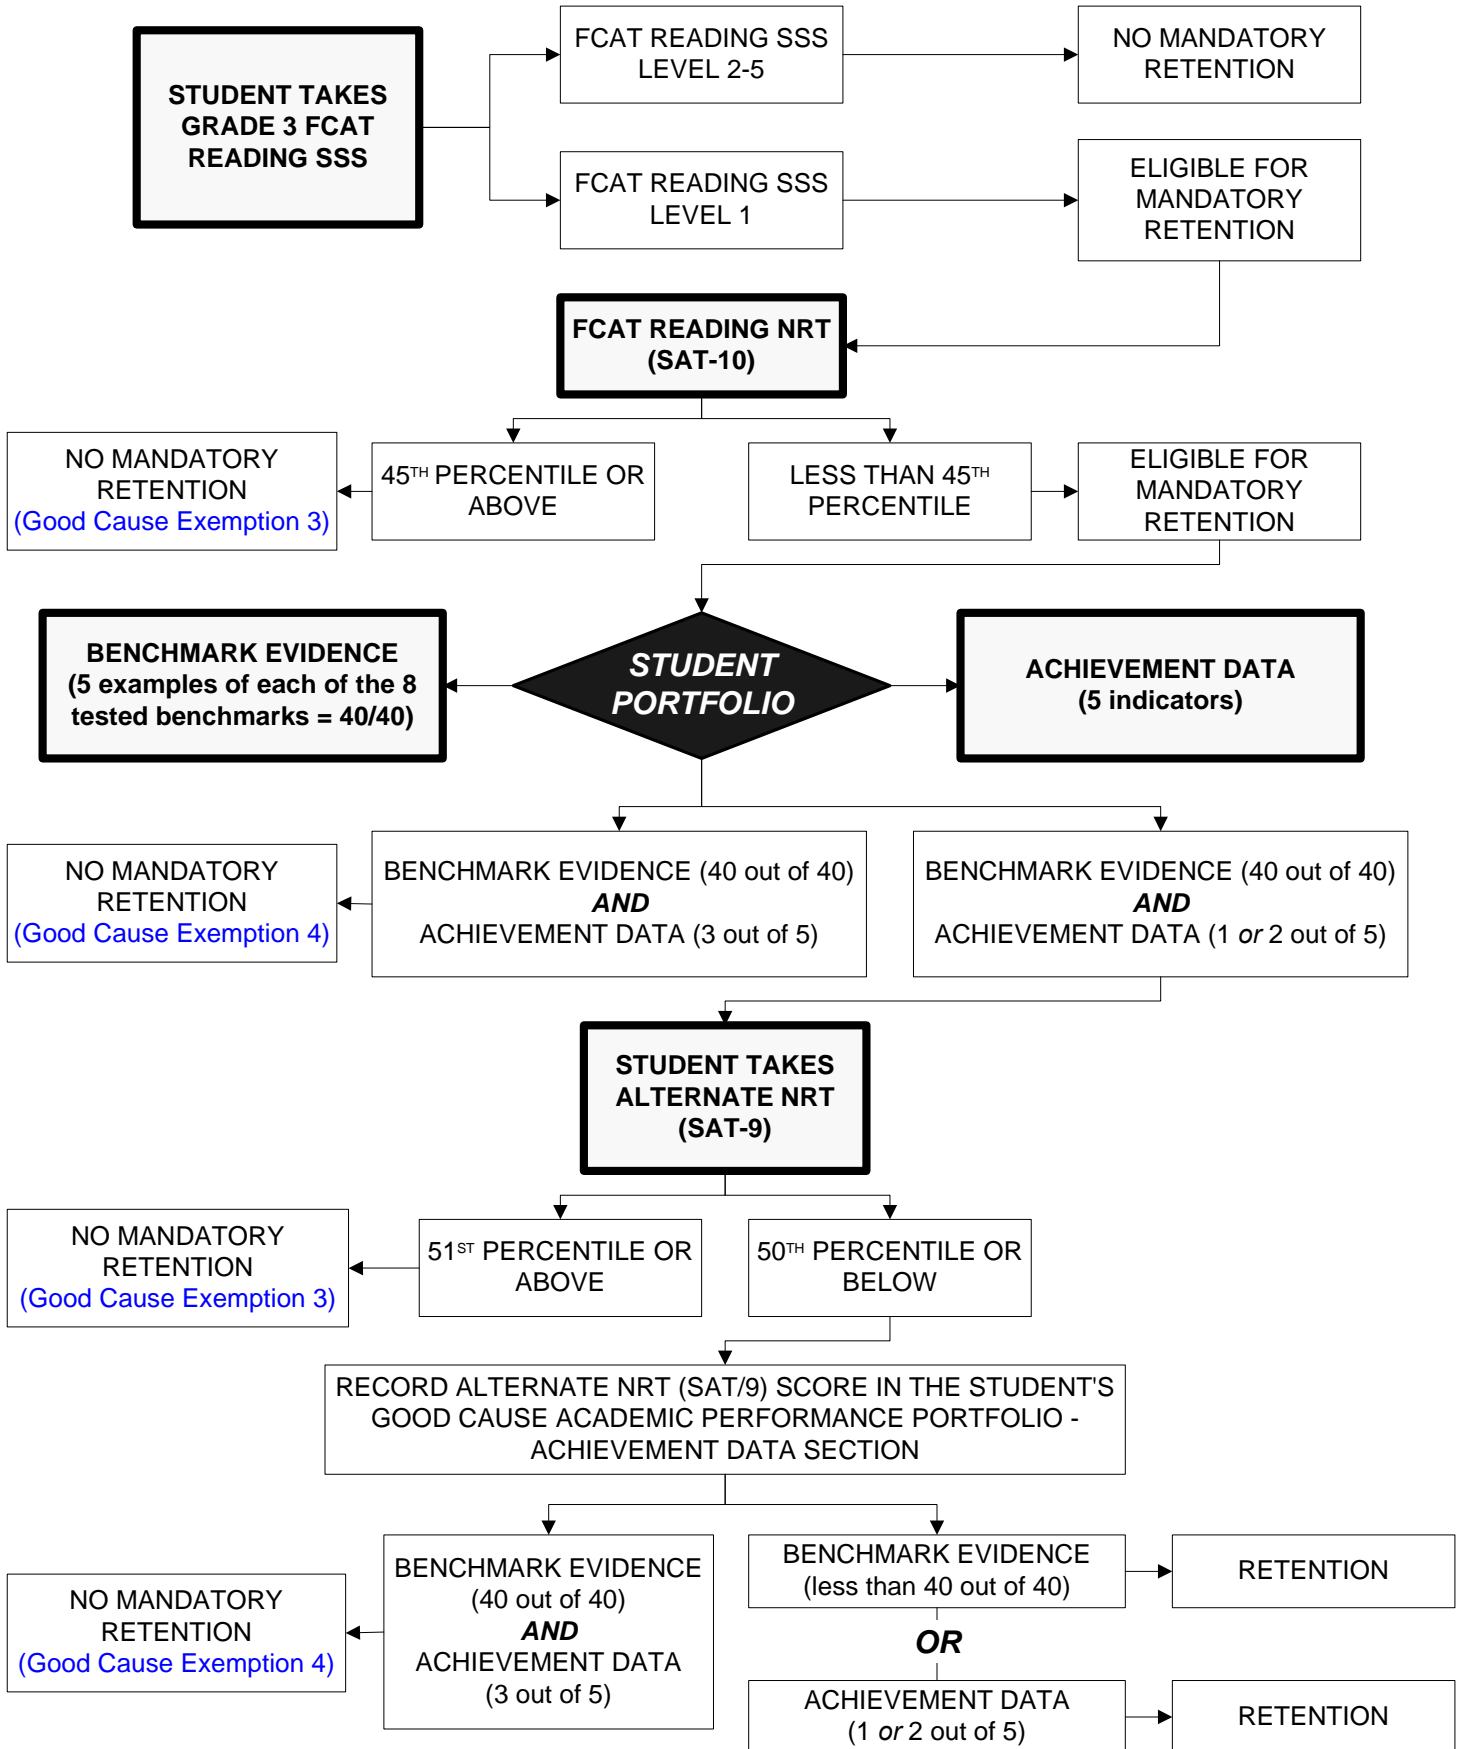 STUDENT TAKES
GRADE 3 FCAT
READING SSS
FCAT READING SSS
LEVEL 2-5
NO MANDATORY
RETENTION
FCAT READING SSS
LEVEL 1
ELIGIBLE FOR
MANDATORY
RETENTION
FCAT READING NRT
(SAT-10)
NO MANDATORY
RETENTION
(Good Cause Exemption 3)
45TH PERCENTILE OR
ABOVE
LESS THAN 45TH
PERCENTILE
ELIGIBLE FOR
MANDATORY
RETENTION
BENCHMARK EVIDENCE
(5 examples of each of the 8
tested benchmarks = 40/40)
STUDENT
PORTFOLIO
ACHIEVEMENT DATA
(5 indicators)
NO MANDATORY
RETENTION
(Good Cause Exemption 4)
BENCHMARK EVIDENCE (40 out of 40)
AND
ACHIEVEMENT DATA (3 out of 5)
BENCHMARK EVIDENCE (40 out of 40)
AND
ACHIEVEMENT DATA (1 or 2 out of 5)
STUDENT TAKES
ALTERNATE NRT
(SAT-9)
NO MANDATORY
RETENTION
(Good Cause Exemption 3)
51ST PERCENTILE OR
ABOVE
50TH PERCENTILE OR
BELOW
RECORD ALTERNATE NRT (SAT/9) SCORE IN THE STUDENT'S
GOOD CAUSE ACADEMIC PERFORMANCE PORTFOLIO -
ACHIEVEMENT DATA SECTION
NO MANDATORY
RETENTION
(Good Cause Exemption 4)
BENCHMARK EVIDENCE
(40 out of 40)
AND
ACHIEVEMENT DATA
(3 out of 5)
BENCHMARK EVIDENCE
(less than 40 out of 40)
RETENTION
OR
ACHIEVEMENT DATA
(1 or 2 out of 5)
RETENTION